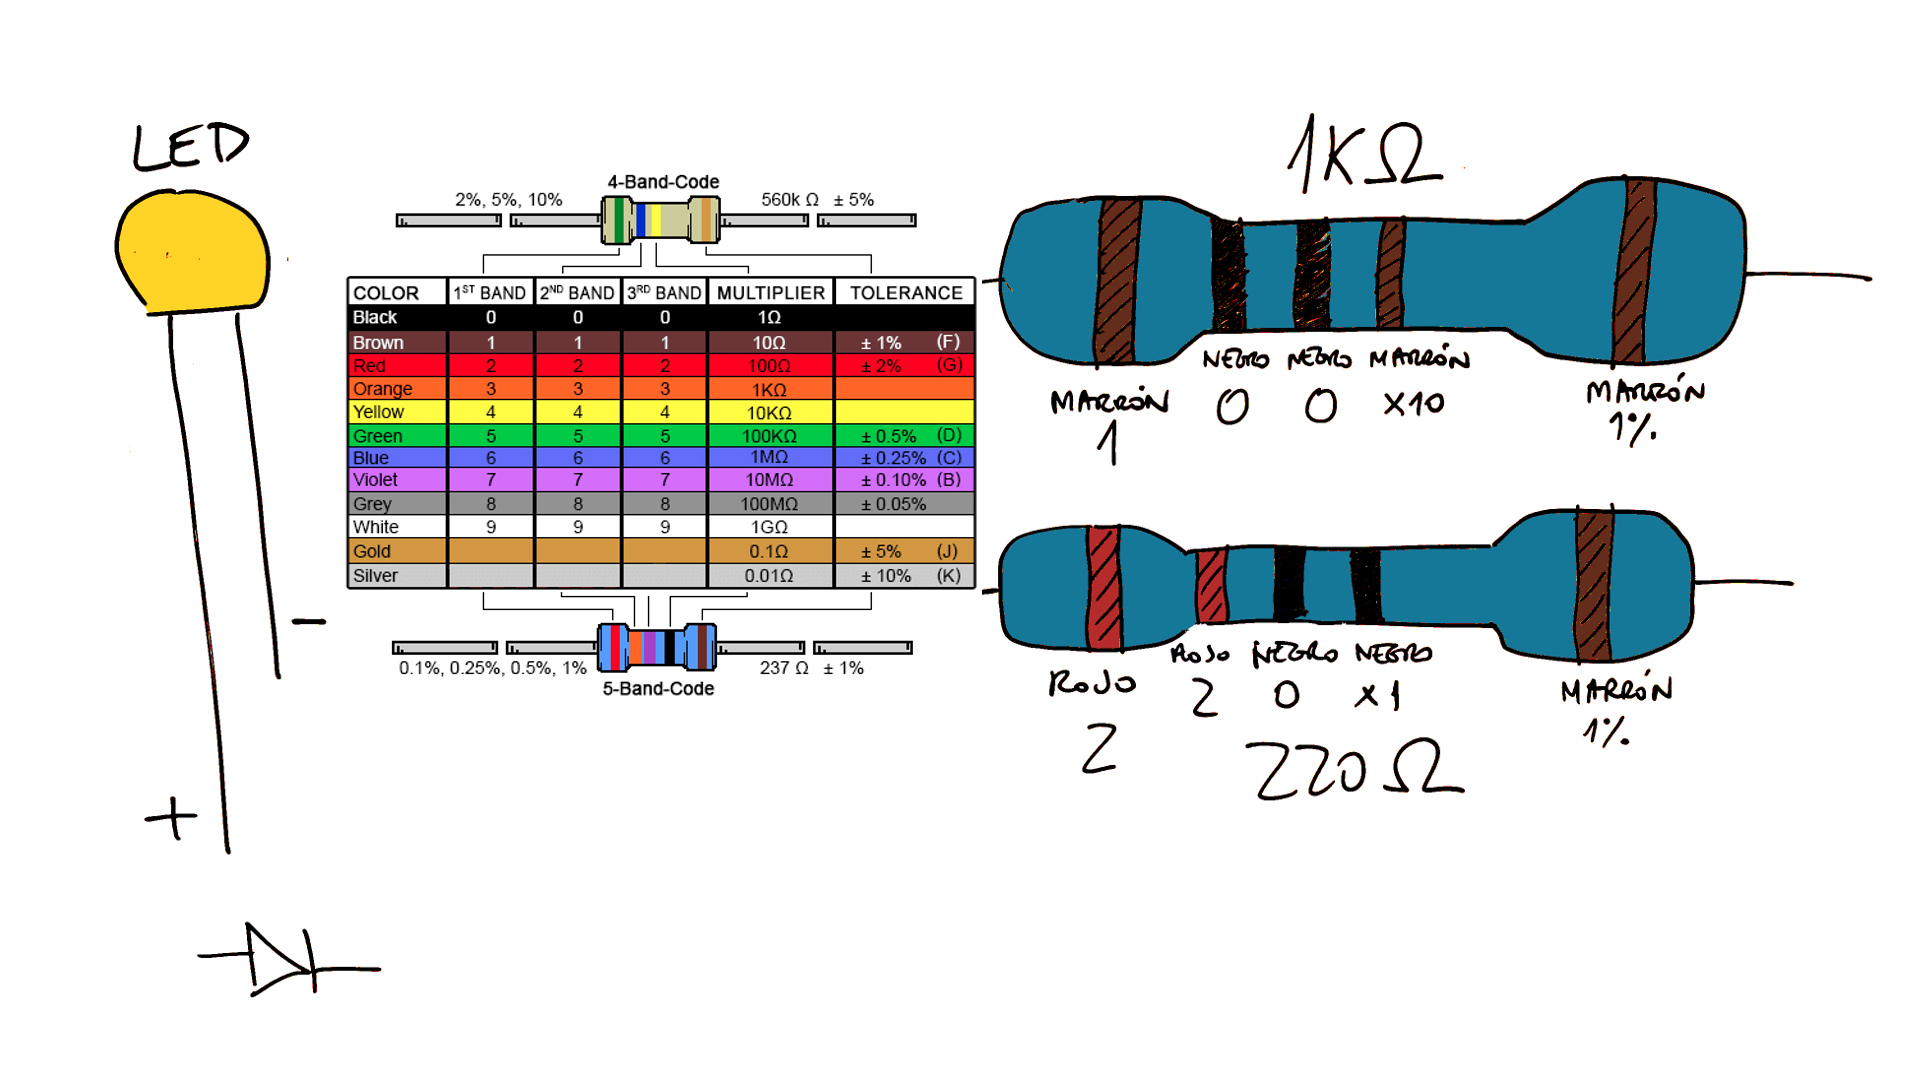 LED
4-Band-Code
2%, 5%, 10%
560k Ω ± 5%
COLOR 1ST BAND 2ND BAND 3RD BAND MULTIPLIER TOLERANCE
Black 0 0 0 1Ω
Brown 1 1 1 10Ω ± 1% (F)
Red 2 2 2 100Ω ± 2% (G)
Orange 3 3 3 1KΩ
Yellow 4 4 4 10KΩ
Green 5 5 5 100KΩ ± 0.5% (D)
Blue 6 6 6 1MΩ ± 0.25% (C)
Violet 7 7 7 10MΩ ± 0.10% (B)
Grey 8 8 8 100MΩ ± 0.05%
White 9 9 9 1GΩ
Gold 0.1Ω ± 5% (J)
Silver 0.01Ω ± 10% (K)
0.1%, 0.25%, 0.5%, 1%
237 Ω ± 1%
5-Band-Code
-
+
1KΩ
NEGRO NEGRO MARRÓN
MARRÓN 0 0 X10 MARRÓN
1 1%
ROJO NEGRO NEGRO
ROJO 2 0 X1 MARRÓN
2 1%
220Ω